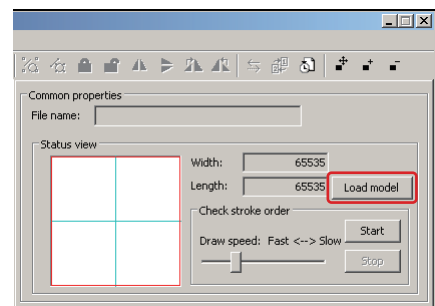 Common properties
File name:
Status view
Width: 65535
Length: 65535 Load model
Check stroke order
Draw speed: Fast <--> Slow Start
Stop